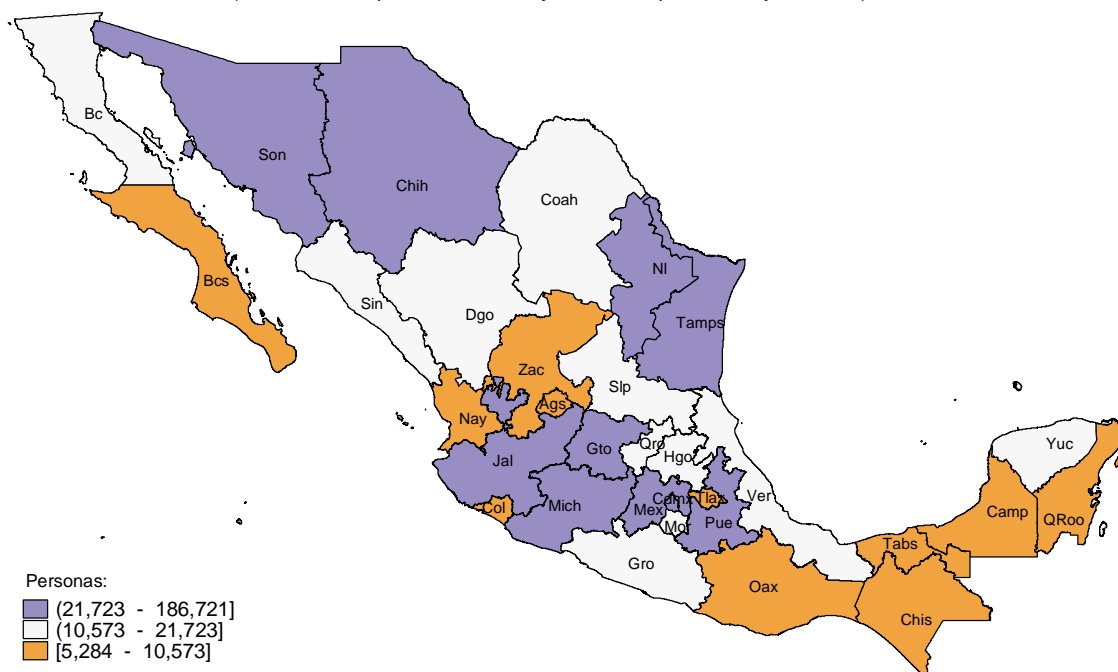 Bc
Son
Chih
Coah
Nl
Bcs
Sin
Dgo
Tamps
Zac
Slp
Ags
Nay
Qro
Gto
Hgo
Yuc
Jal
Ver
Cdmx
Tlax
Col
Mich
Mex
Camp
QRoo
Mor
Pue
Tabs
Gro
Oax
Chis
Personas:
(21,723 - 186,721]
(10,573 - 21,723]
[5,284 - 10,573]